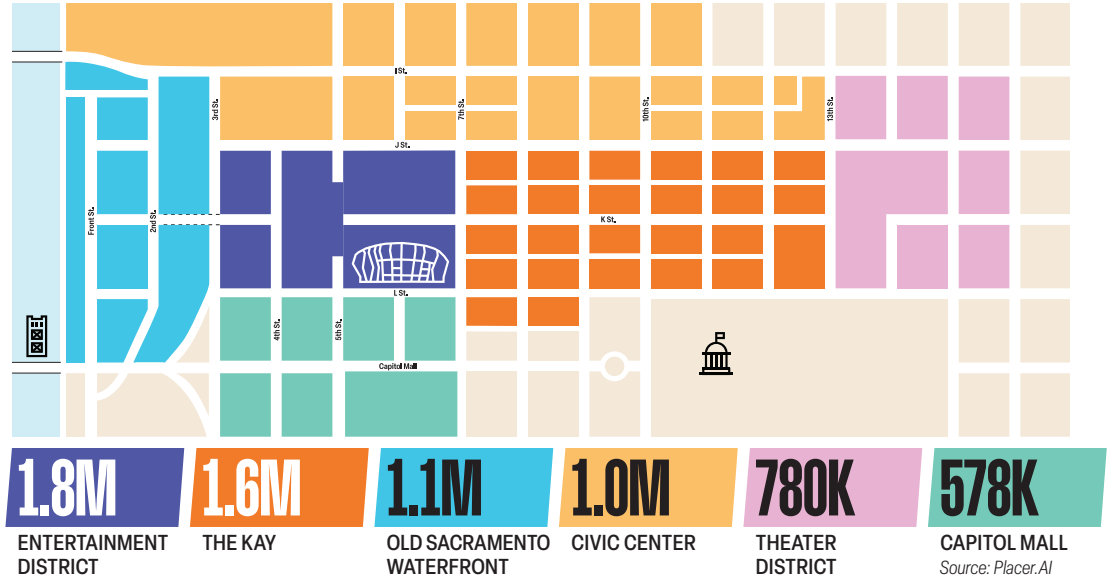 I St.
3rd St.
7th St.
10th St.
13th St.
J St.
Front St.
2nd St.
K St.
L St.
4th St.
5th St.
Capitol Mall
1.8M
ENTERTAINMENT
DISTRICT
1.6M
THE KAY
1.1M
OLD SACRAMENTO
WATERFRONT
1.0M
CIVIC CENTER
780K
THEATER
DISTRICT
578K
CAPITOL MALL
Source: Placer.AI